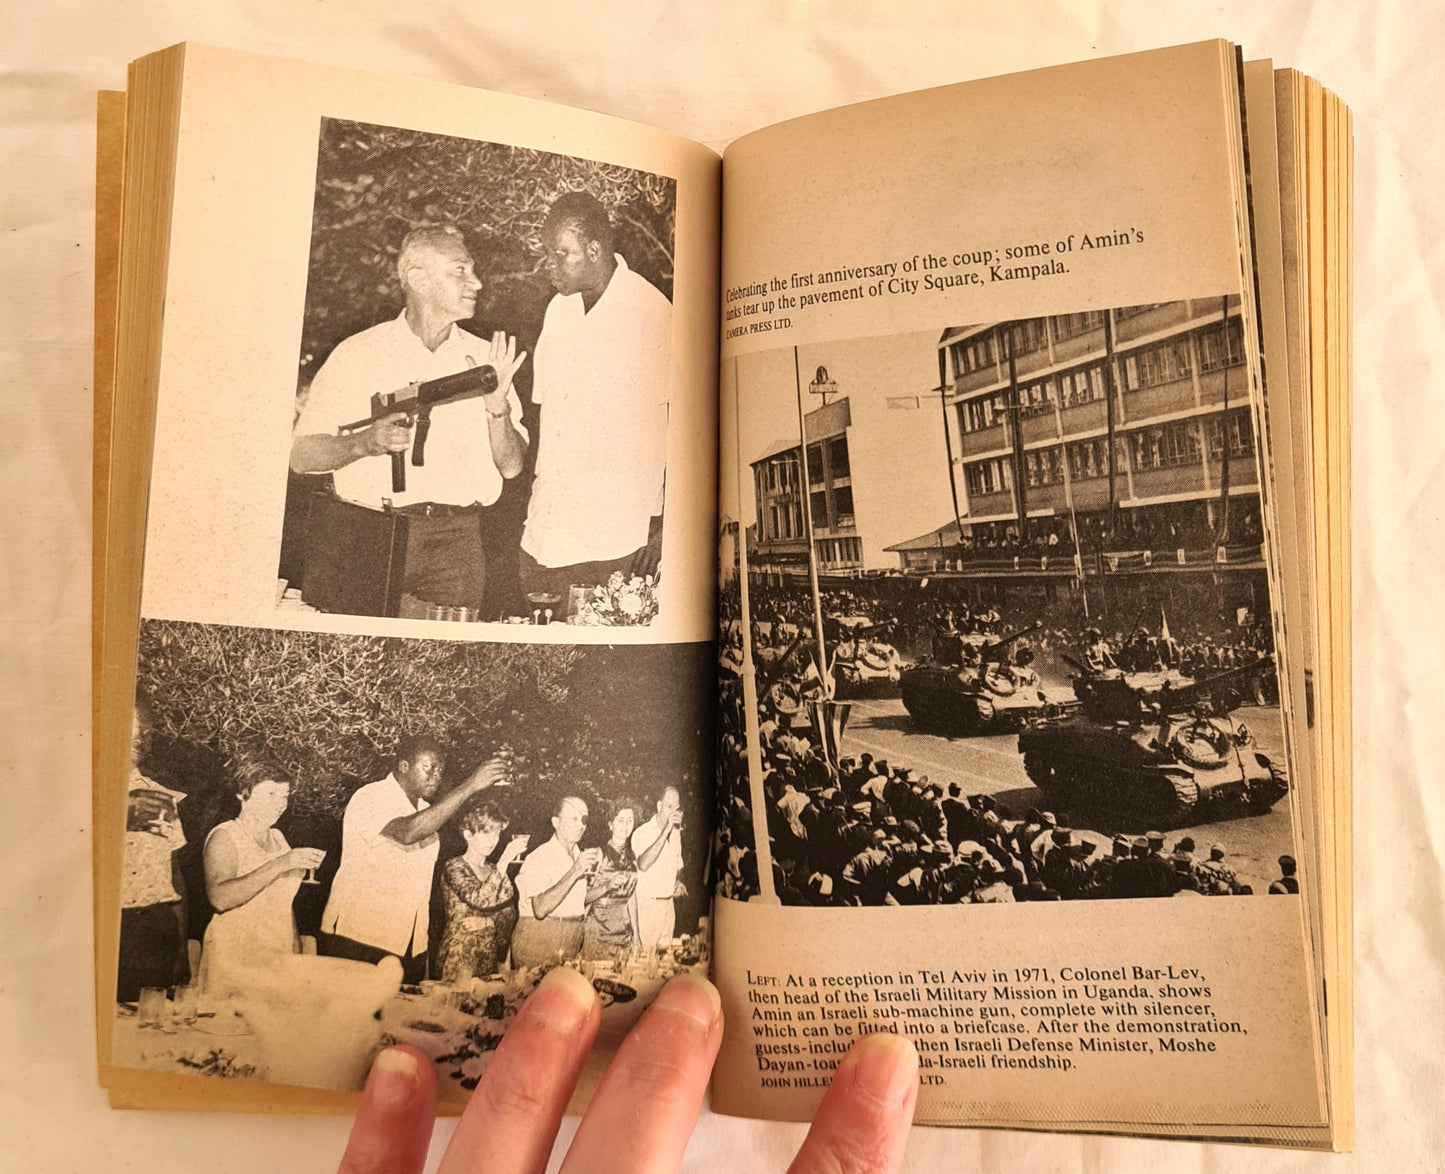 Celebrating the first anniversary of the coup; some of Amin's
tanks tear up the pavement of City Square, Kampala.
CAMERA PRESS LTD.
LEFT: At a reception in Tel Aviv in 1971, Colonel Bar-Lev,
then head of the Israeli Military Mission in Uganda, shows
Amin an Israeli sub-machine gun, complete with silencer,
which can be fitted into a briefcase. After the demonstration,
guests-includ then Israeli Defense Minister, Moshe
Dayan-toas da-Israeli friendship.
JOHN HILLE LTD.